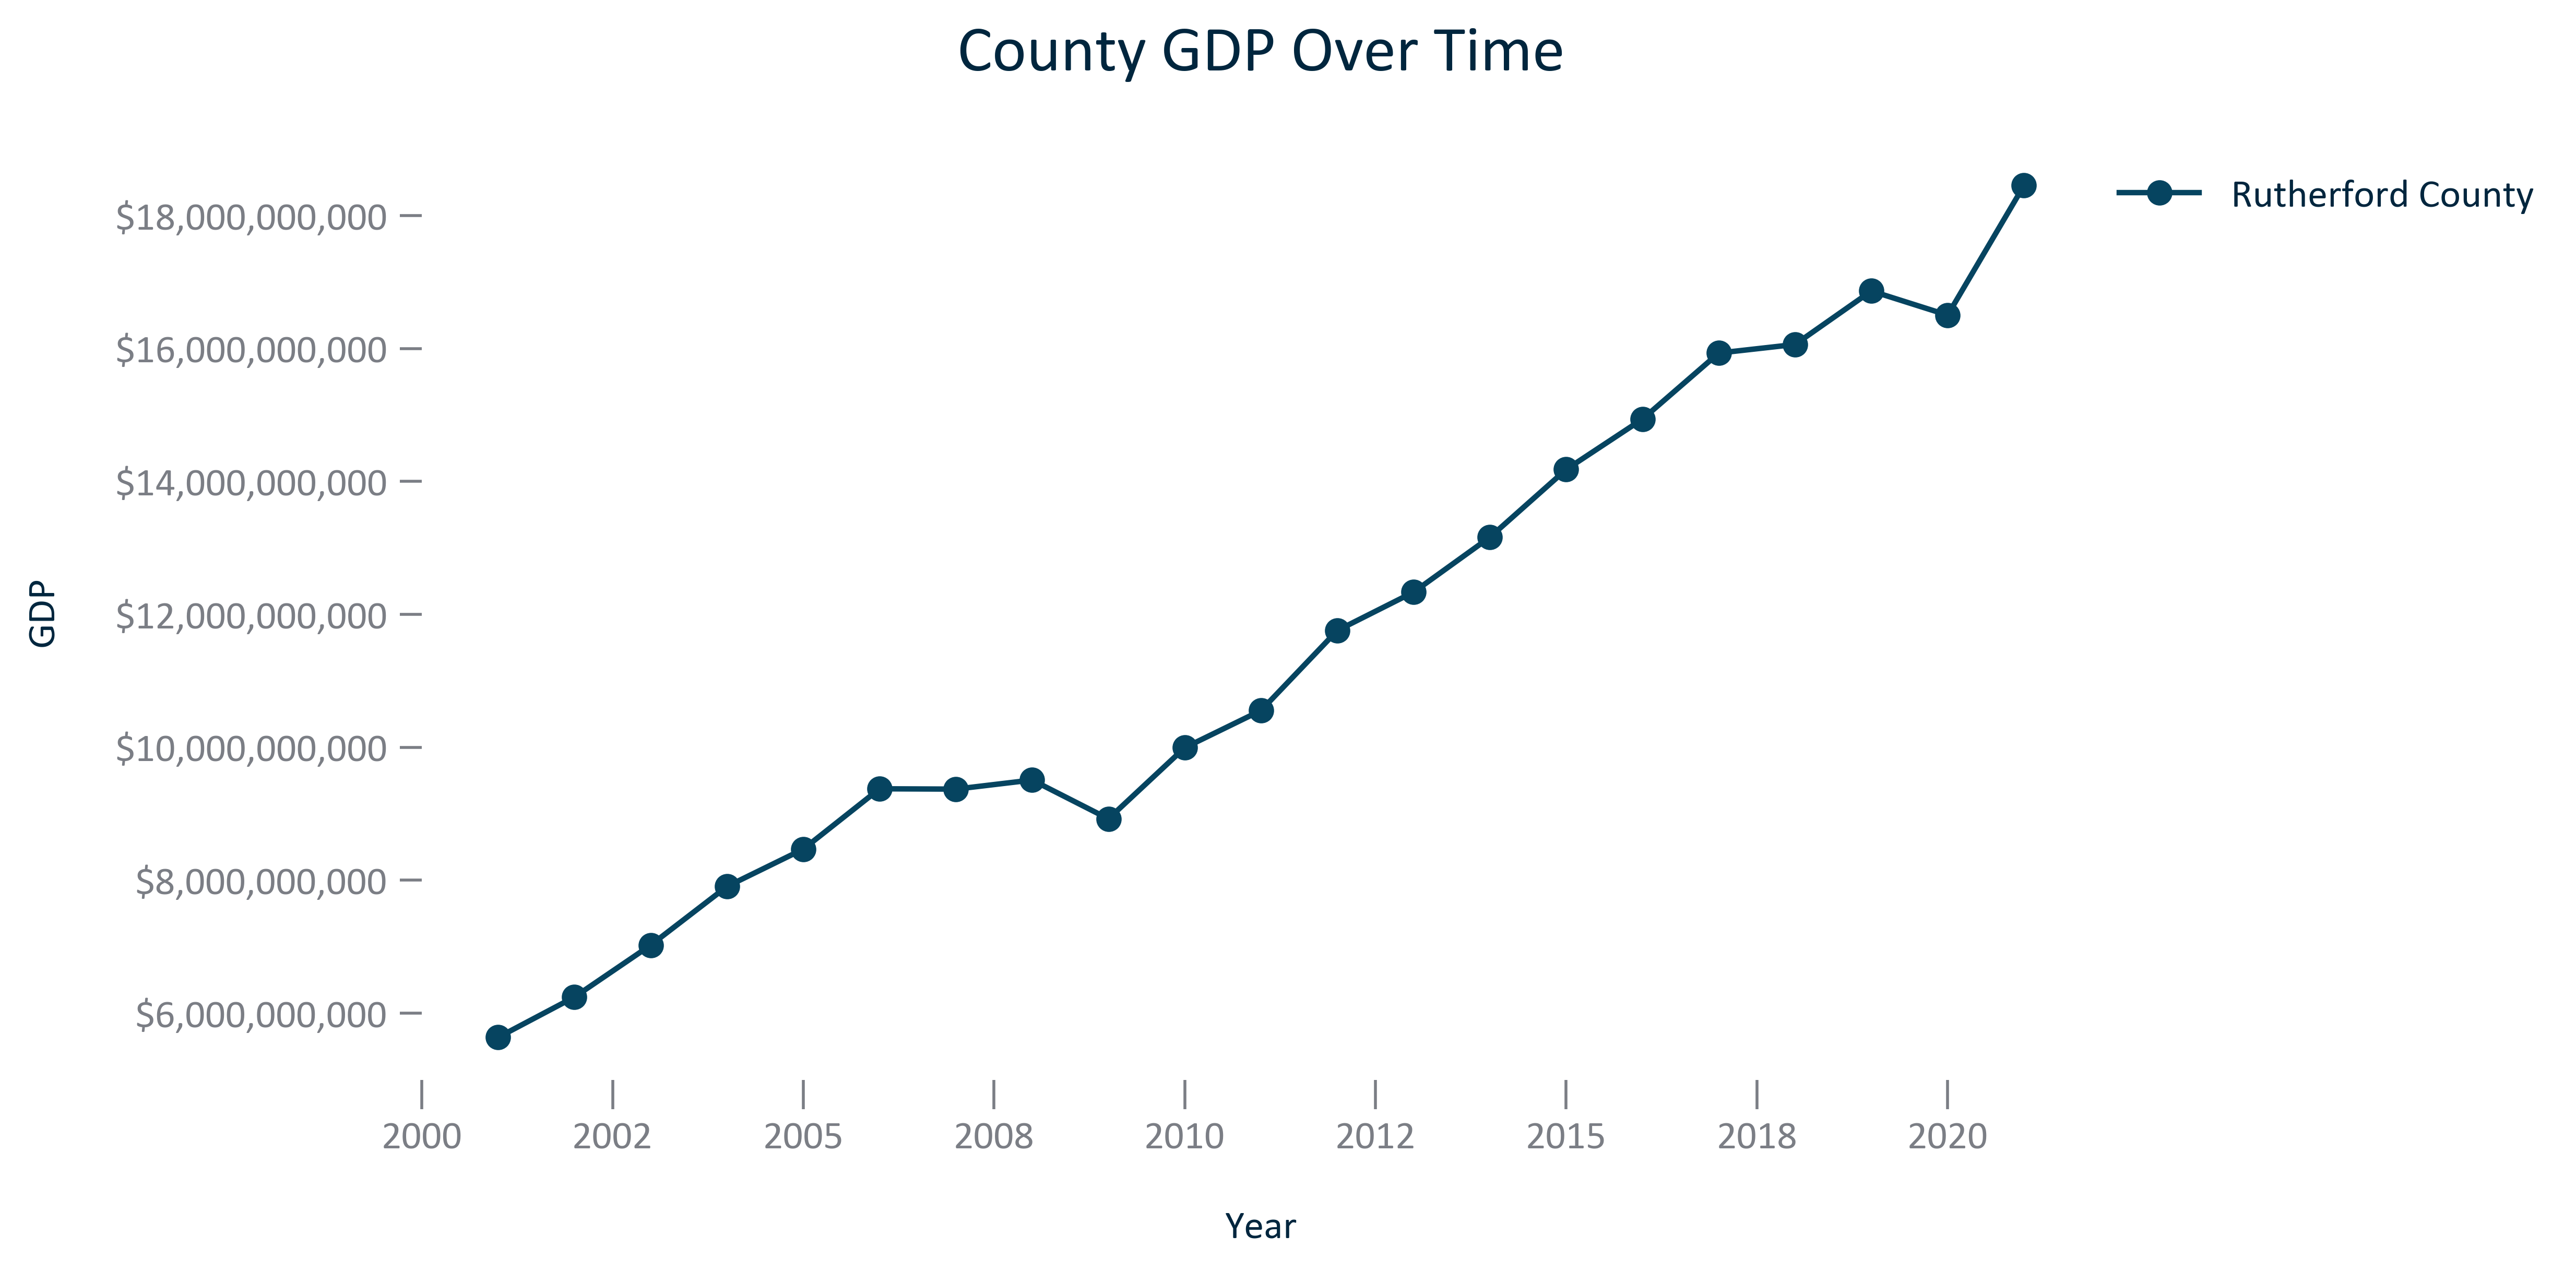 County GDP Over Time
Rutherford County
$18,000,000,000
$16,000,000,000
$14,000,000,000
$12,000,000,000
$10,000,000,000
$8,000,000,000
$6,000,000,000
GDP
2000 2002 2005 2008 2010 2012 2015 2018 2020
Year